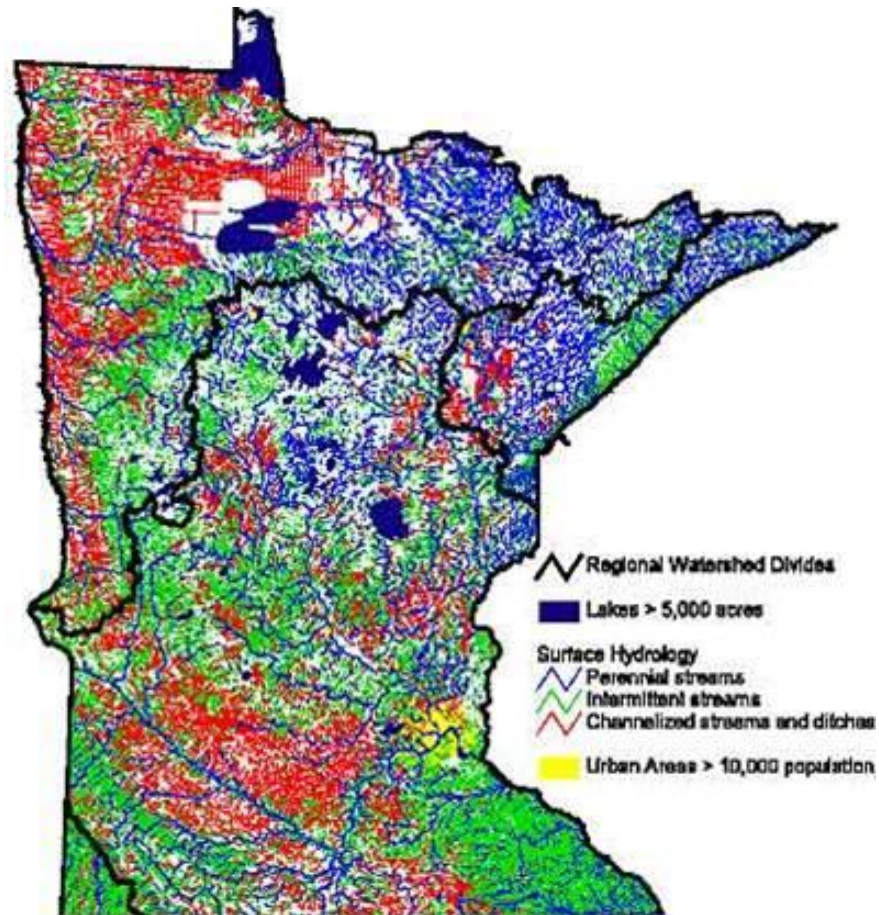 Regional Watershed Divides
Lakes > 5,000 acres
Surface Hydrology
Perennial streams
Intermittent streams
Channelized streams and ditches
Urban Areas > 10,000 population